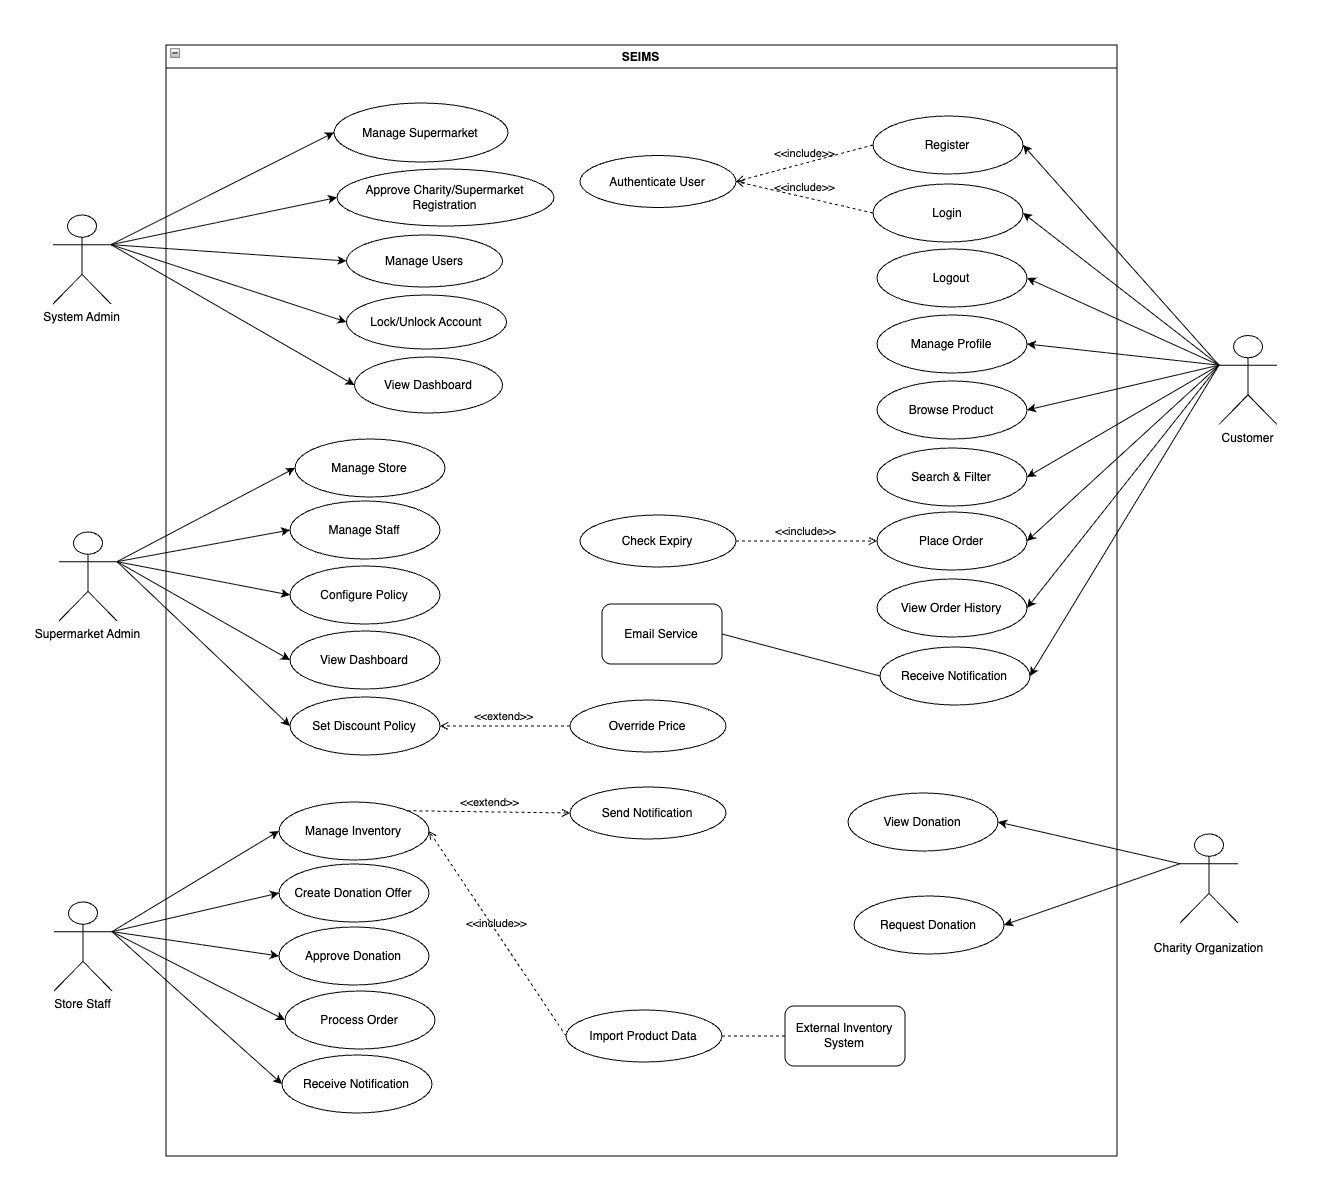 SEIMS
Manage Supermarket
Approve Charity/Supermarket
Registration
Manage Users
Lock/Unlock Account
View Dashboard
System Admin
Authenticate User
<<include>>
<<include>>
Register
Login
Logout
Manage Profile
Browse Product
Search & Filter
Place Order
View Order History
Receive Notification
Customer
Manage Store
Manage Staff
Configure Policy
View Dashboard
Set Discount Policy
Supermarket Admin
Check Expiry
<<include>>
Email Service
<<extend>>
Override Price
Manage Inventory
<<extend>>
Send Notification
Create Donation Offer
Approve Donation
Process Order
Receive Notification
Store Staff
<<include>>
Import Product Data
External Inventory
System
View Donation
Request Donation
Charity Organization